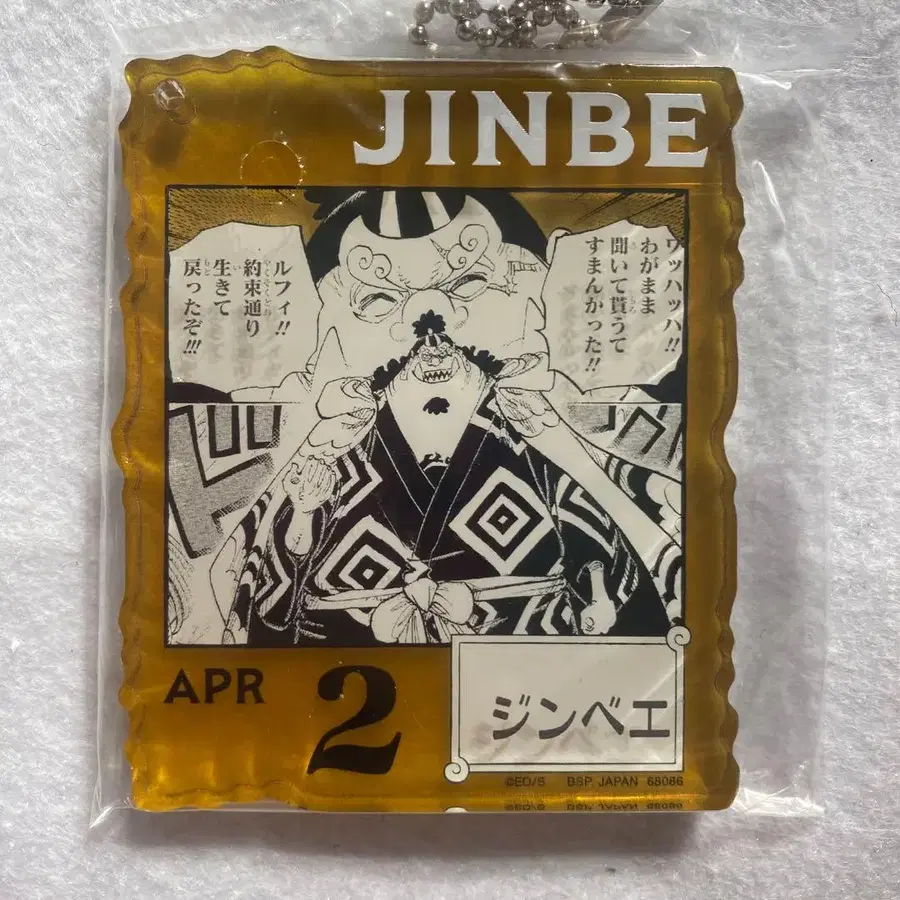 JINBE
ワッハッハ!!
わがまま
聞いて貰うて
すまんかった!!
ルフィ!!
約束通り
生きて
戻ったぞ!!!
ド
APR
2
ジンベエ
©EO/S BSP, JAPAN 68086